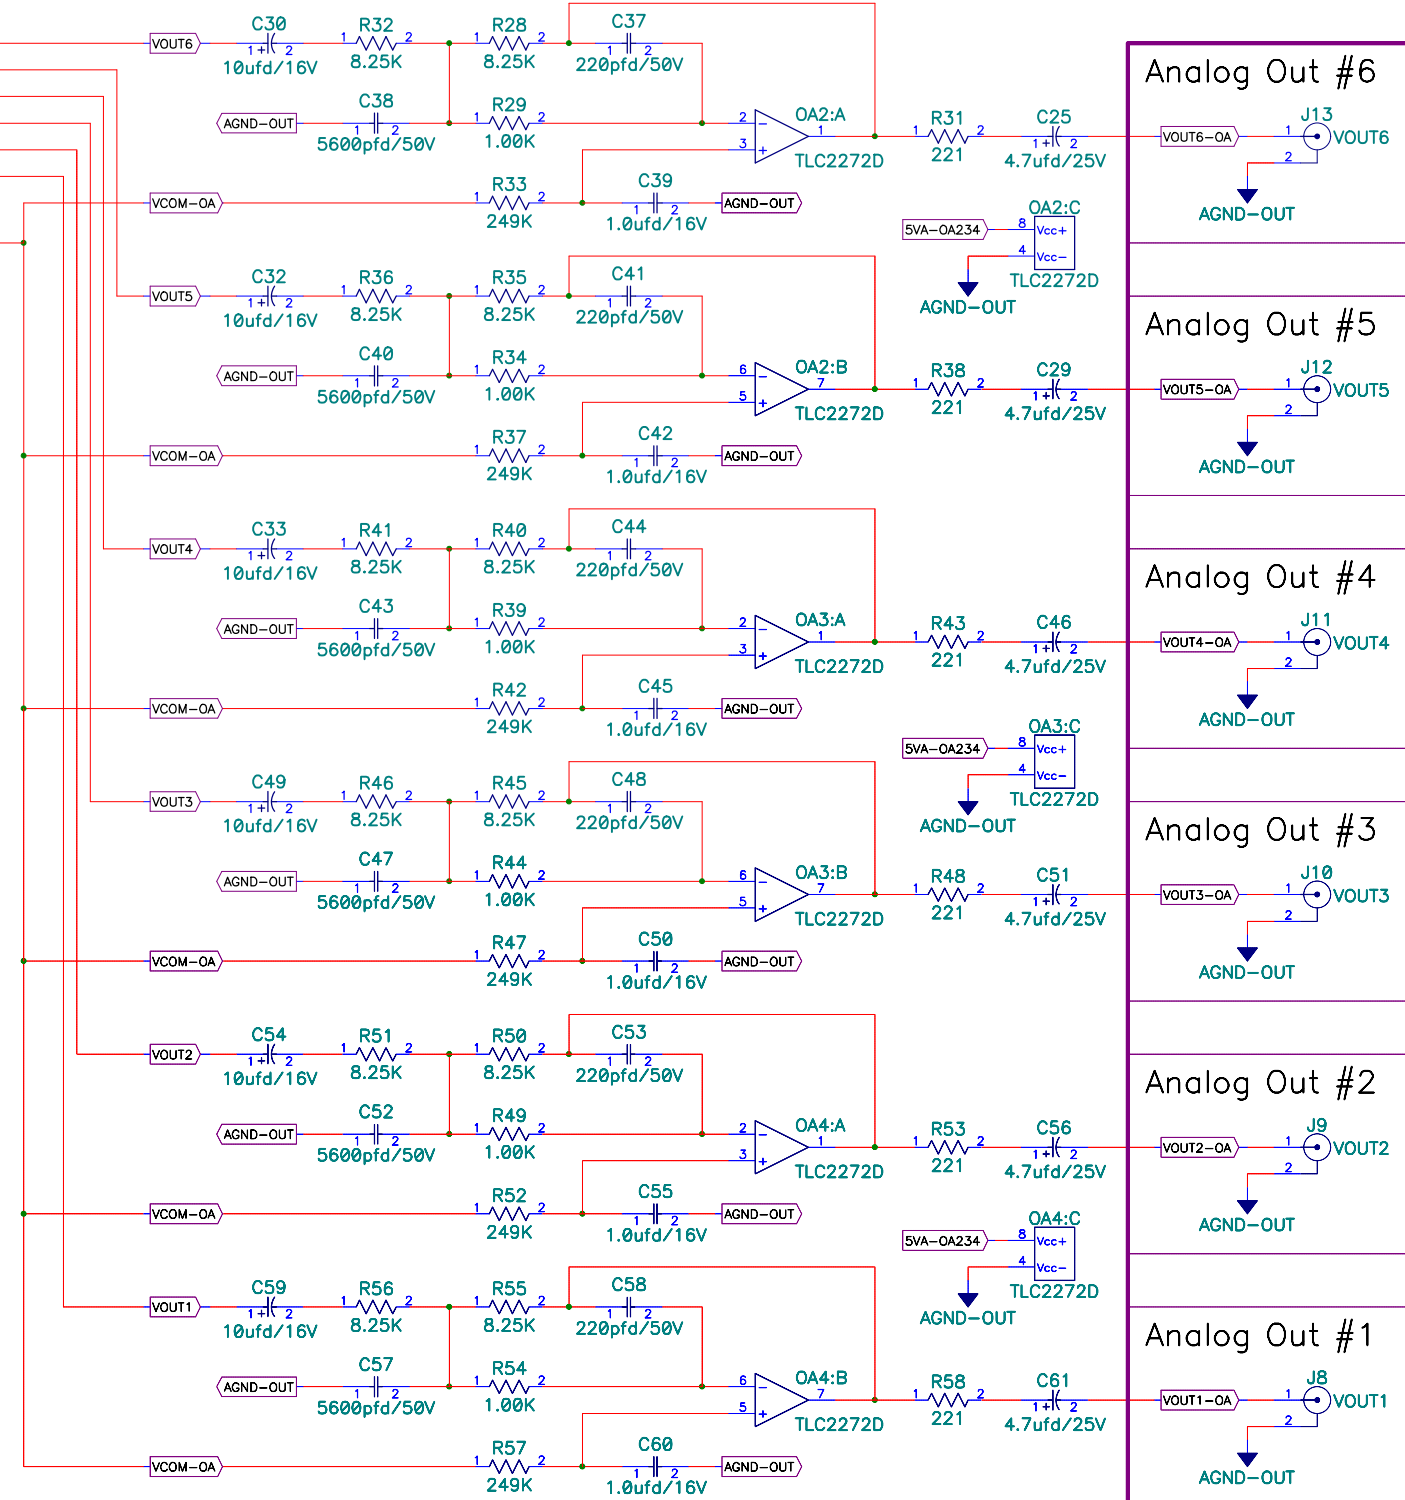 C30 R32 R28 C37
VOUT6 1 + 2 1 2 1 2 1 2
10ufd/16V 8.25K 8.25K 220pfd/50V
Analog Out #6
C38 R29 OA2:A R31 C25 J13
AGND-OUT 1 2 1 2 2 − 1 1 2 1+ 2 VOUT6-OA 1 VOUT6
5600pfd/50V 1.00K 3 + TLC2272D 221 4.7ufd/25V 2
R33 C39 OA2:C
VCOM-OA 1 2 1 2 AGND-OUT AGND-OUT
249K 1.0ufd/16V 5VA-OA234 8 Vcc+
4 Vcc−
C32 R36 R35 C41 TLC2272D
VOUT5 1 + 2 1 2 1 2 1 2 AGND-OUT
10ufd/16V 8.25K 8.25K 220pfd/50V
Analog Out #5
C40 R34 OA2:B R38 C29 J12
AGND-OUT 1 2 1 2 6 − 7 1 2 1+ 2 VOUT5-OA 1 VOUT5
5600pfd/50V 1.00K 5 + TLC2272D 221 4.7ufd/25V 2
R37 C42
VCOM-OA 1 2 1 2 AGND-OUT AGND-OUT
249K 1.0ufd/16V
C33 R41 R40 C44
VOUT4 1 + 2 1 2 1 2 1 2
10ufd/16V 8.25K 8.25K 220pfd/50V
Analog Out #4
C43 R39 OA3:A R43 C46 J11
AGND-OUT 1 2 1 2 2 − 1 1 2 1+ 2 VOUT4-OA 1 VOUT4
5600pfd/50V 1.00K 3 + TLC2272D 221 4.7ufd/25V 2
R42 C45 OA3:C
VCOM-OA 1 2 1 2 AGND-OUT AGND-OUT
249K 1.0ufd/16V 5VA-OA234 8 Vcc+
4 Vcc−
C49 R46 R45 C48 TLC2272D
VOUT3 1 + 2 1 2 1 2 1 2 AGND-OUT
10ufd/16V 8.25K 8.25K 220pfd/50V
Analog Out #3
C47 R44 OA3:B R48 C51 J10
AGND-OUT 1 2 1 2 6 − 7 1 2 1+ 2 VOUT3-OA 1 VOUT3
5600pfd/50V 1.00K 5 + TLC2272D 221 4.7ufd/25V 2
R47 C50
VCOM-OA 1 2 1 2 AGND-OUT AGND-OUT
249K 1.0ufd/16V
C54 R51 R50 C53
VOUT2 1 + 2 1 2 1 2 1 2
10ufd/16V 8.25K 8.25K 220pfd/50V
Analog Out #2
C52 R49 OA4:A R53 C56 J9
AGND-OUT 1 2 1 2 2 − 1 1 2 1+ 2 VOUT2-OA 1 VOUT2
5600pfd/50V 1.00K 3 + TLC2272D 221 4.7ufd/25V 2
R52 C55 OA4:C
VCOM-OA 1 2 1 2 AGND-OUT AGND-OUT
249K 1.0ufd/16V 5VA-OA234 8 Vcc+
4 Vcc−
C59 R56 R55 C58 TLC2272D
VOUT1 1 + 2 1 2 1 2 1 2 AGND-OUT
10ufd/16V 8.25K 8.25K 220pfd/50V
Analog Out #1
C57 R54 OA4:B R58 C61 J8
AGND-OUT 1 2 1 2 6 − 7 1 2 1+ 2 VOUT1-OA 1 VOUT1
5600pfd/50V 1.00K 5 + TLC2272D 221 4.7ufd/25V 2
R57 C60
VCOM-OA 1 2 1 2 AGND-OUT AGND-OUT
249K 1.0ufd/16V